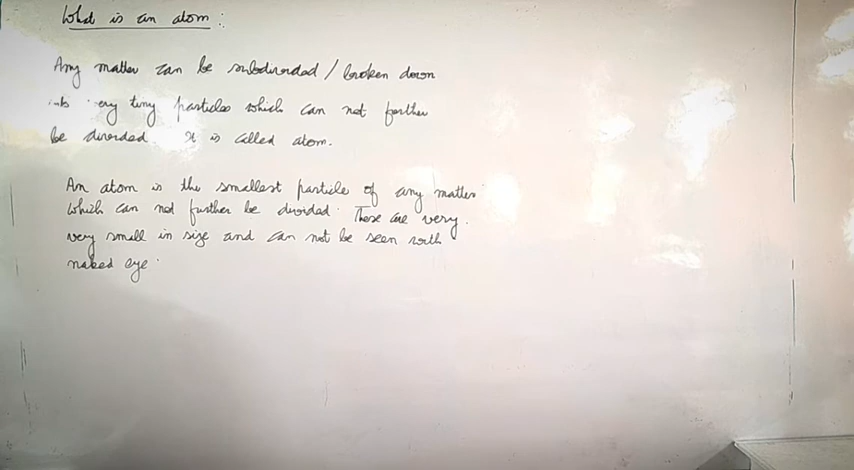 What is an atom :
Any matter can be subdivided / broken down
into very tiny particles which can not further
be divided. It is called atom.
An atom is the smallest particle of any matter
which can not further be divided. These are very
very small in size and can not be seen with
naked eye.